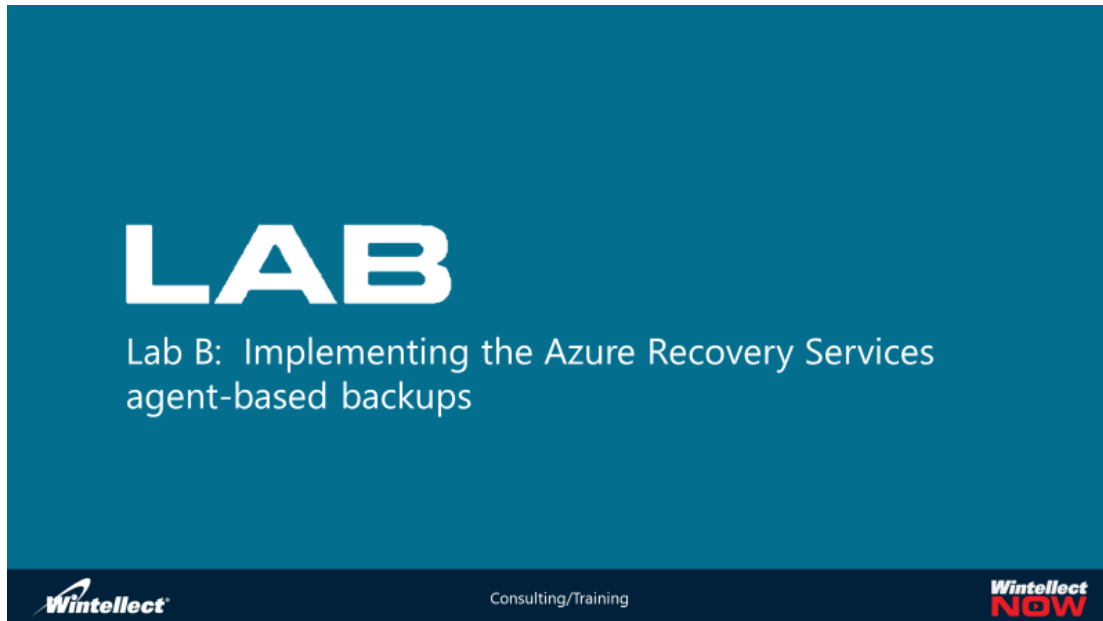 LAB
Lab B:  Implementing the Azure Recovery Services
agent-based backups
Wintellect®
Consulting/Training
Wintellect
NOW